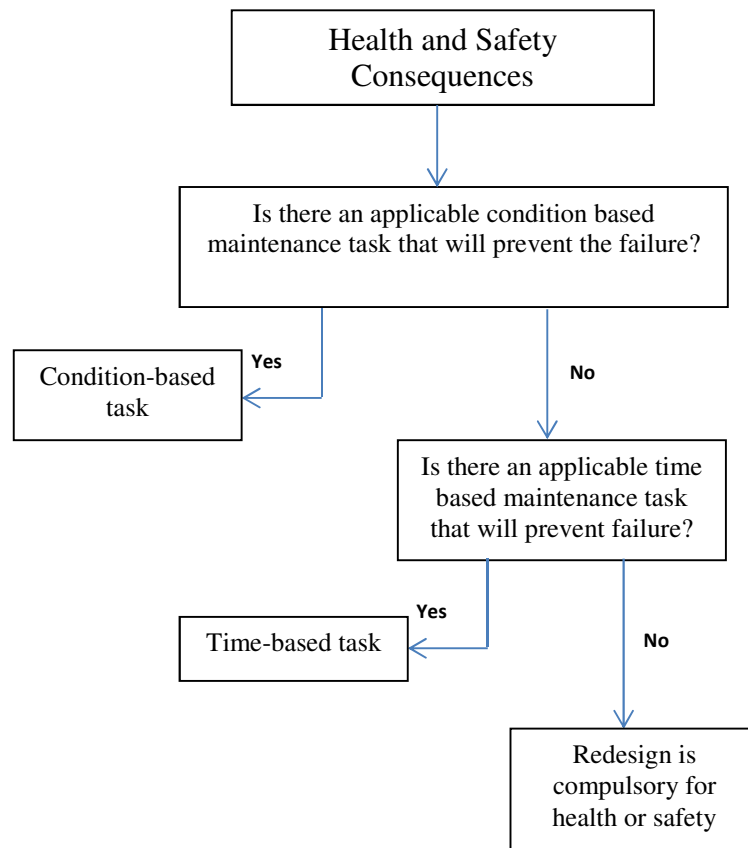 Health and Safety
Consequences
Is there an applicable condition based
maintenance task that will prevent the failure?
Yes
Condition-based
task
No
Is there an applicable time
based maintenance task
that will prevent failure?
Yes
Time-based task
No
Redesign is
compulsory for
health or safety